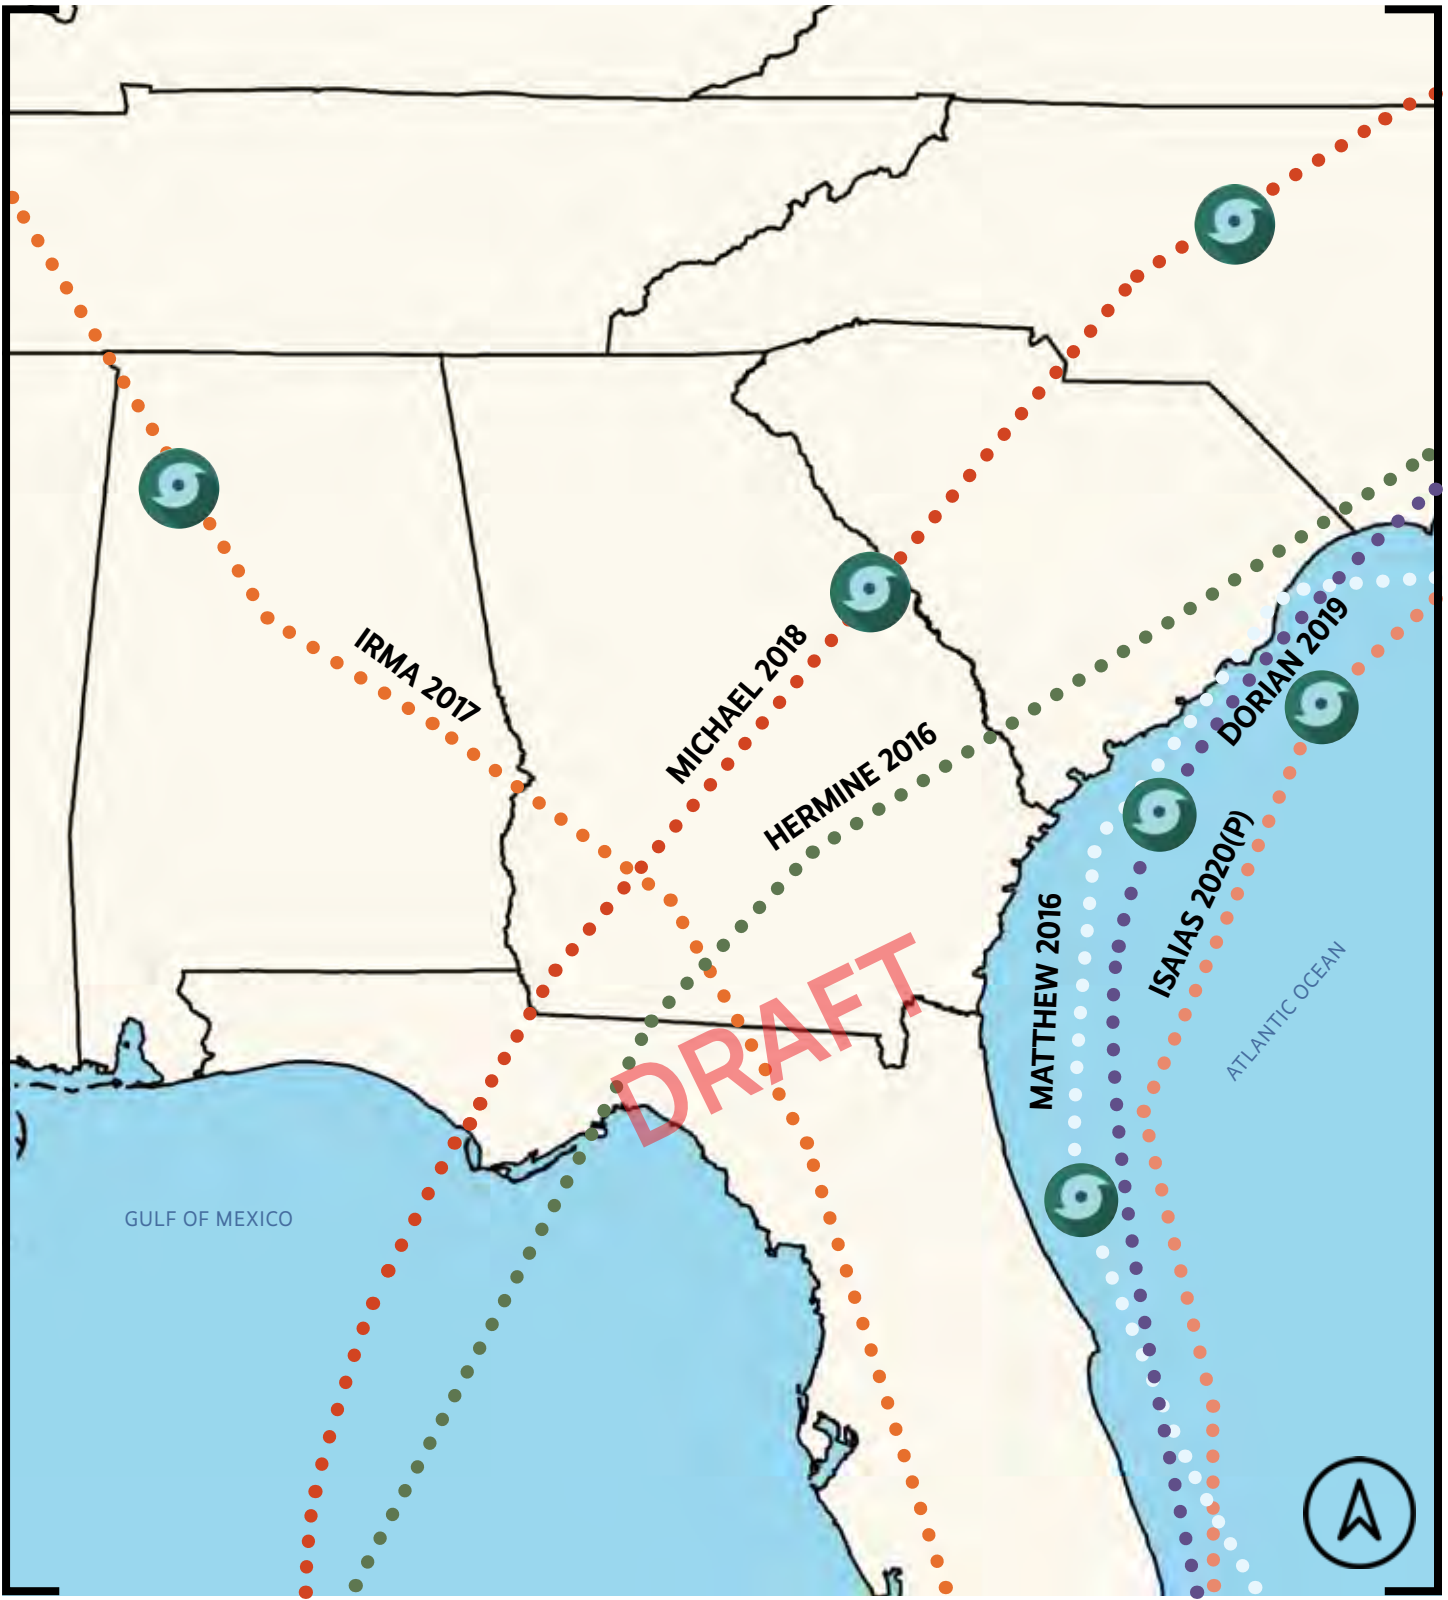 IRMA 2017
MICHAEL 2018
HERMINE 2016
DORIAN 2019
ISAIAS 2020(P)
MATTHEW 2016
DRAFT
ATLANTIC OCEAN
GULF OF MEXICO